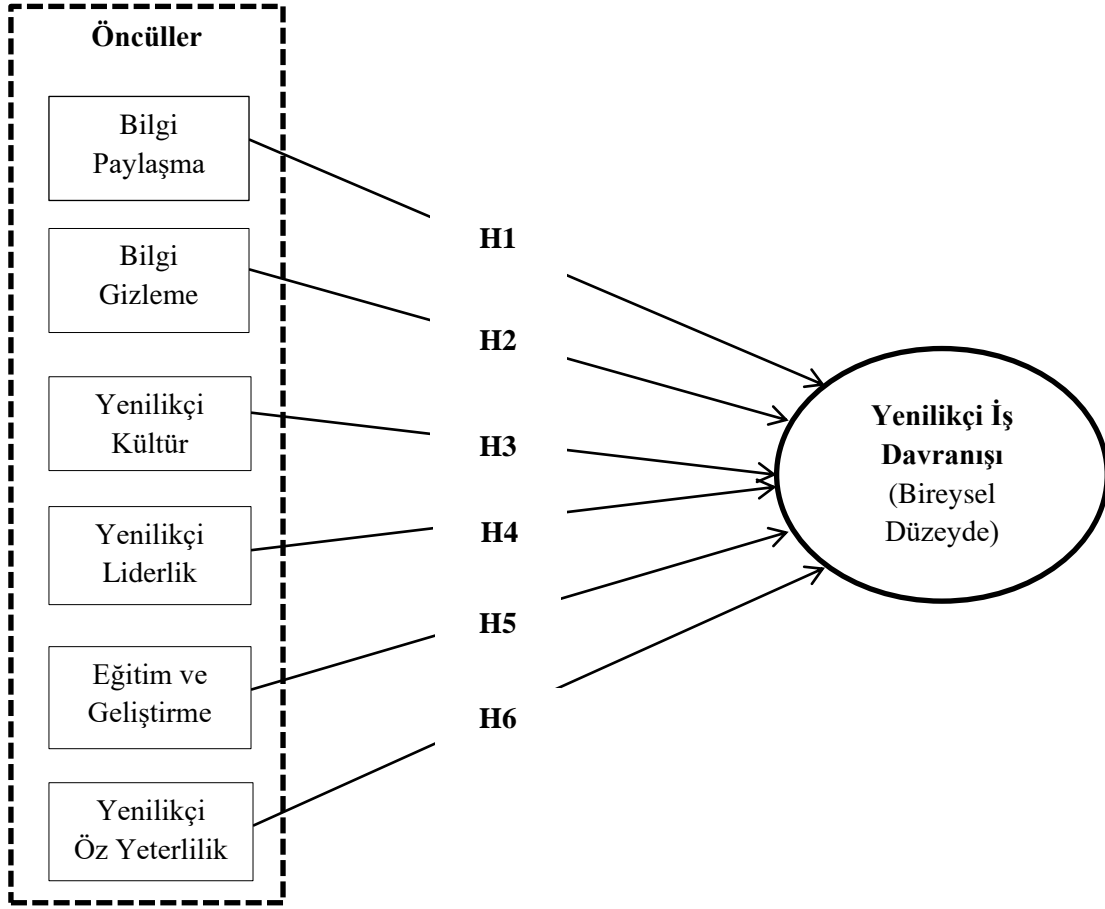 Öncüller
Bilgi
Paylaşma
Bilgi
Gizleme
Yenilikçi
Kültür
Yenilikçi
Liderlik
Eğitim ve
Geliştirme
Yenilikçi
Öz Yeterlilik
H1
H2
H3
H4
H5
H6
Yenilikçi İş
Davranışı
(Bireysel
Düzeyde)